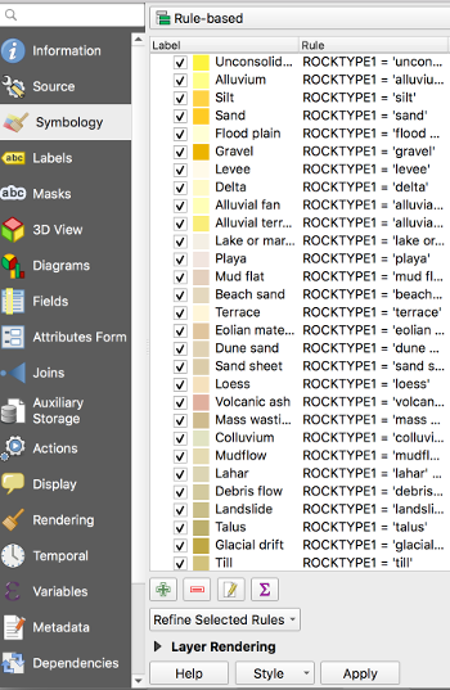 Rule-based
Label Rule
Information
Source
Symbology
Labels
Masks
3D View
Diagrams
Fields
Attributes Form
Joins
Auxiliary
Storage
Actions
Display
Rendering
Temporal
Variables
Metadata
Dependencies
abc
abc
Unconsolid... ROCKTYPE1 = 'uncon...
Alluvium ROCKTYPE1 = 'alluviu...
Silt ROCKTYPE1 = 'silt'
Sand ROCKTYPE1 = 'sand'
Flood plain ROCKTYPE1 = 'flood ...
Gravel ROCKTYPE1 = 'gravel'
Levee ROCKTYPE1 = 'levee'
Delta ROCKTYPE1 = 'delta'
Alluvial fan ROCKTYPE1 = 'alluvia...
Alluvial terr... ROCKTYPE1 = 'alluvia...
Lake or mar... ROCKTYPE1 = 'lake or...
Playa ROCKTYPE1 = 'playa'
Mud flat ROCKTYPE1 = 'mud fl...
Beach sand ROCKTYPE1 = 'beach...
Terrace ROCKTYPE1 = 'terrace'
Eolian mate... ROCKTYPE1 = 'eolian ...
Dune sand ROCKTYPE1 = 'dune ...
Sand sheet ROCKTYPE1 = 'sand s...
Loess ROCKTYPE1 = 'loess'
Volcanic ash ROCKTYPE1 = 'volcan...
Mass wasti... ROCKTYPE1 = 'mass ...
Colluvium ROCKTYPE1 = 'colluvi...
Mudflow ROCKTYPE1 = 'mudfl...
Lahar ROCKTYPE1 = 'lahar' ...
Debris flow ROCKTYPE1 = 'debris...
Landslide ROCKTYPE1 = 'landsli...
Talus ROCKTYPE1 = 'talus'
Glacial drift ROCKTYPE1 = 'glacial...
Till ROCKTYPE1 = 'till'
Refine Selected Rules
Layer Rendering
Help Style Apply